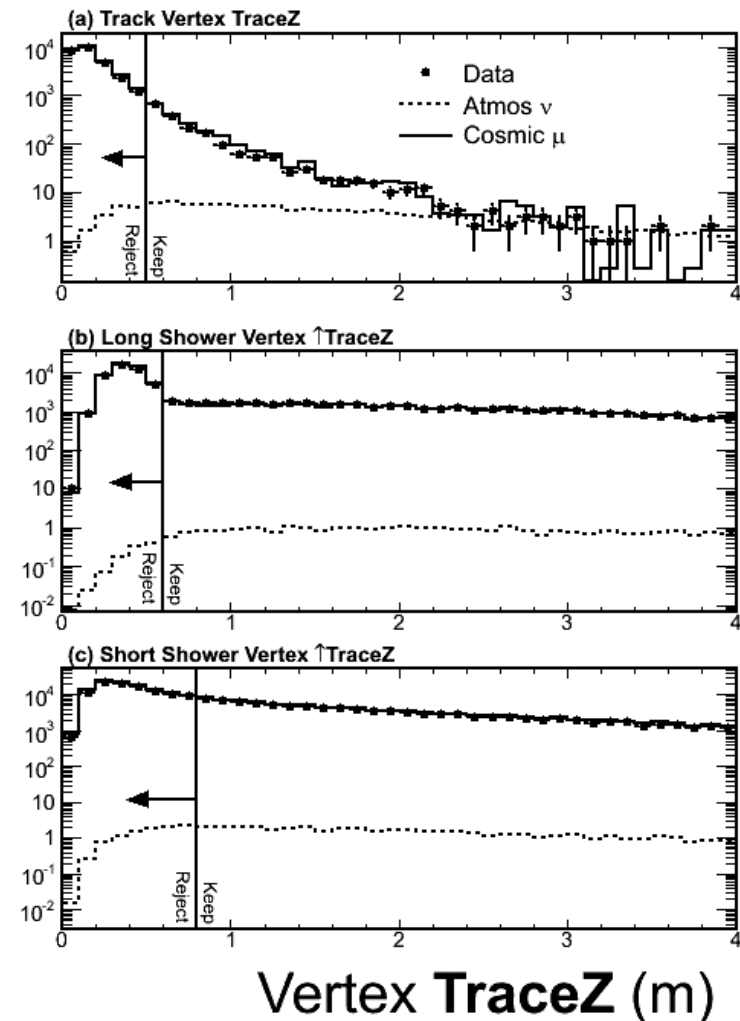 (a) Track Vertex TraceZ
10⁴
10³
10²
10
1
Data
Atmos ν
Cosmic μ
Reject
Keep
0 1 2 3 4
(b) Long Shower Vertex ↑TraceZ
10⁴
10³
10²
10
1
10⁻¹
10⁻²
Reject
Keep
0 1 2 3 4
(c) Short Shower Vertex ↑TraceZ
10⁴
10³
10²
10
1
10⁻¹
10⁻²
Reject
Keep
0 1 2 3 4
Vertex TraceZ (m)